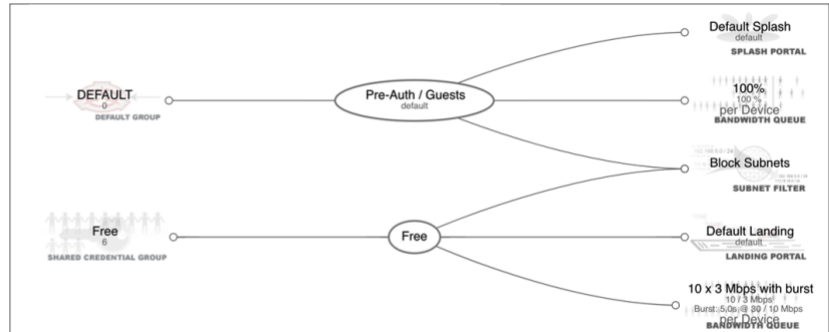 Default Splash
default
SPLASH PORTAL
DEFAULT
0
DEFAULT GROUP
Pre-Auth / Guests
default
100%
100 %
per Device
BANDWIDTH QUEUE
Block Subnets
SUBNET FILTER
Free
6
SHARED CREDENTIAL GROUP
Free
Default Landing
default
LANDING PORTAL
10 x 3 Mbps with burst
10 / 3 Mbps
Burst: 5.0s @ 30 / 10 Mbps
per Device
BANDWIDTH QUEUE